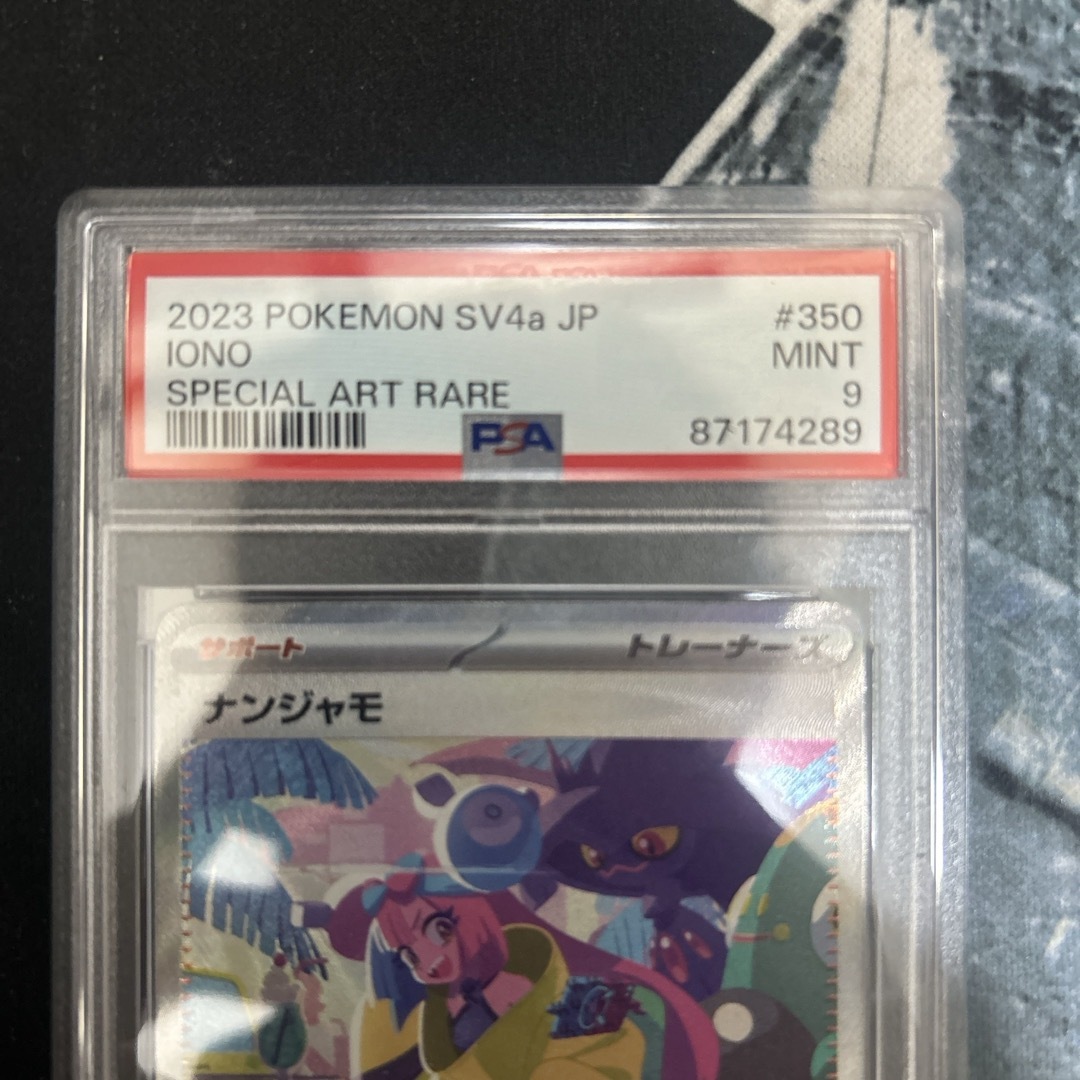 2023 POKEMON SV4a JP #350
IONO MINT
SPECIAL ART RARE 9
PSA 87174289
サポート トレーナーズ
ナンジャモ